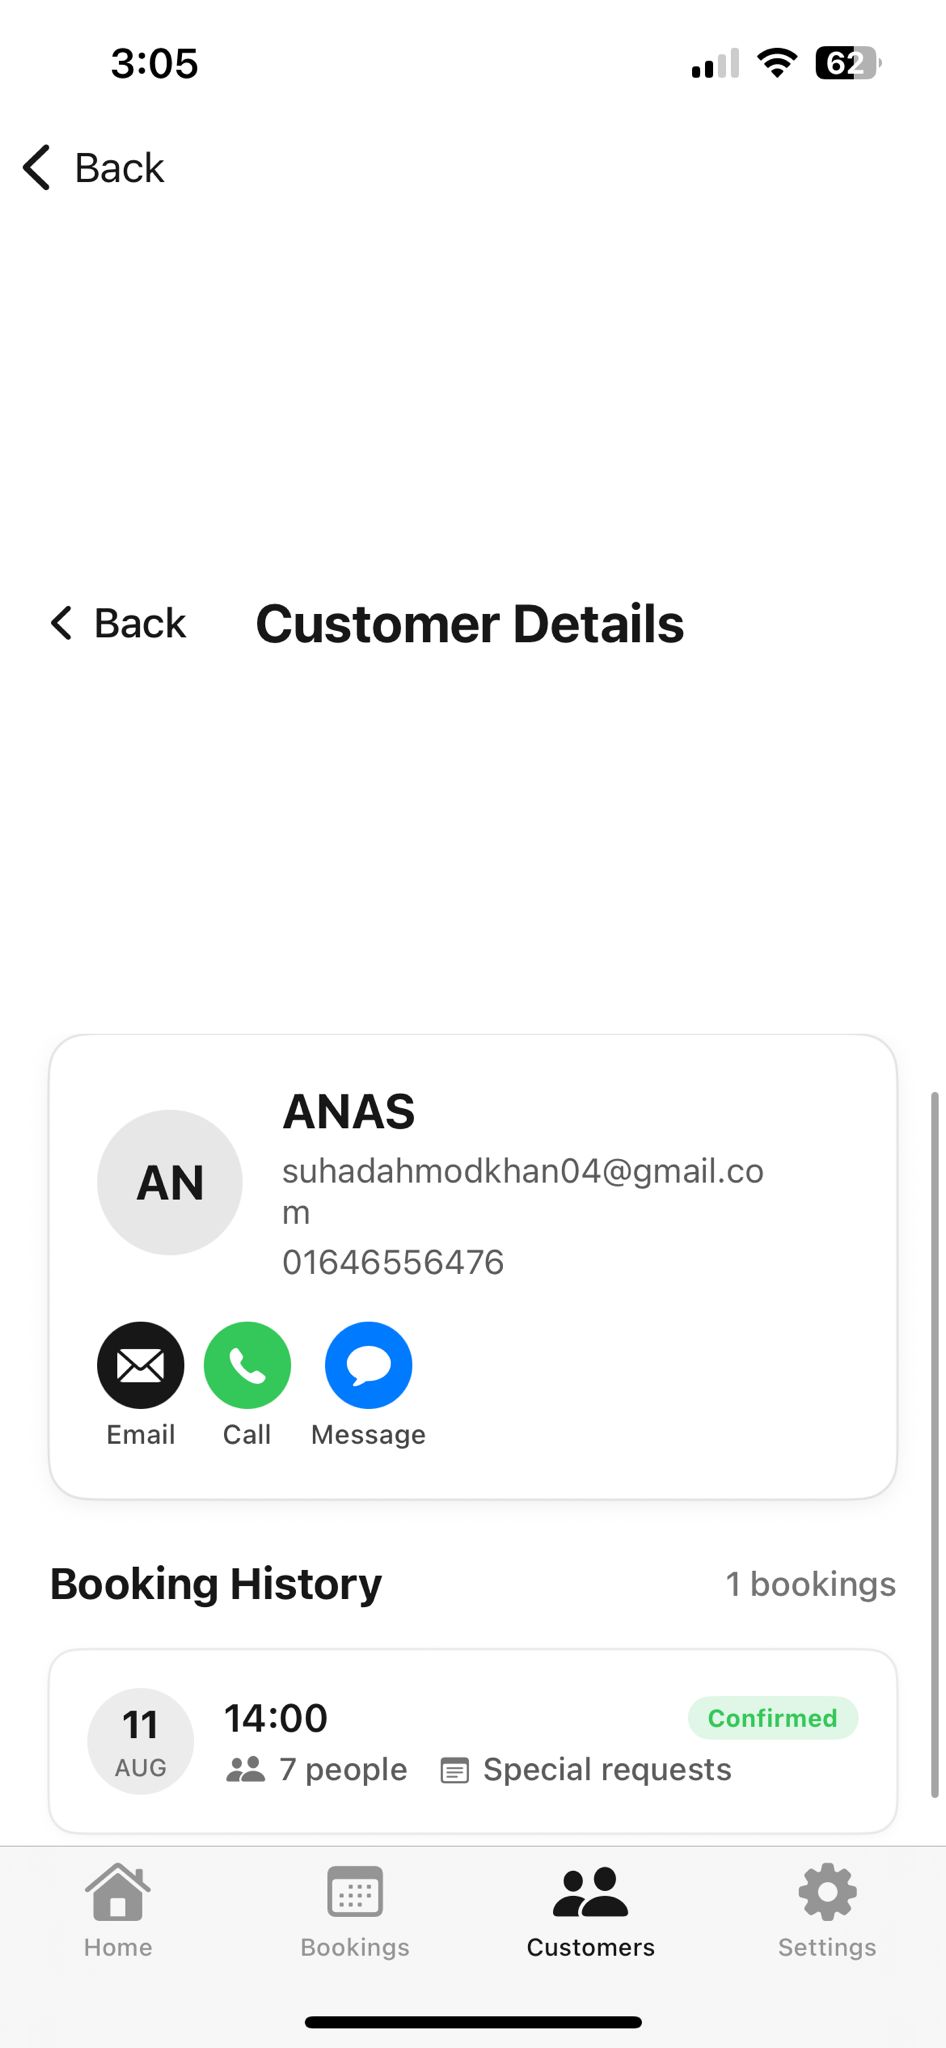 3:05
62
Back
Back
Customer Details
AN
ANAS
suhadahmodkhan04@gmail.co
m
01646556476
Email Call Message
Booking History
1 bookings
11
AUG
14:00
Confirmed
7 people
Special requests
Home Bookings Customers Settings